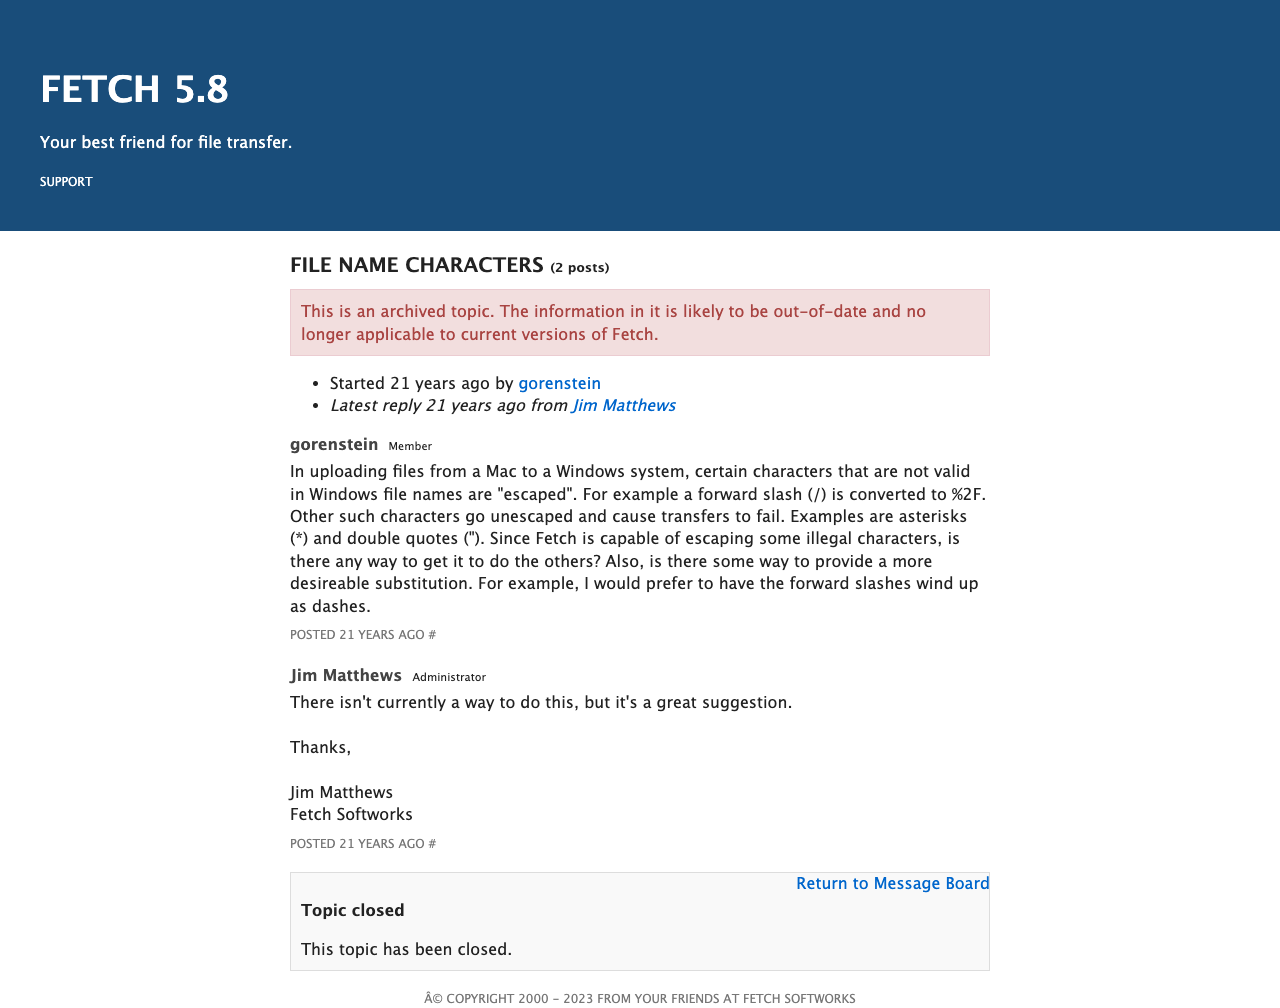 FETCH 5.8
Your best friend for file transfer.
SUPPORT
FILE NAME CHARACTERS (2 posts)
This is an archived topic. The information in it is likely to be out-of-date and no
longer applicable to current versions of Fetch.
• Started 21 years ago by gorenstein
• Latest reply 21 years ago from Jim Matthews
gorenstein Member
In uploading files from a Mac to a Windows system, certain characters that are not valid
in Windows file names are "escaped". For example a forward slash (/) is converted to %2F.
Other such characters go unescaped and cause transfers to fail. Examples are asterisks
(*) and double quotes ("). Since Fetch is capable of escaping some illegal characters, is
there any way to get it to do the others? Also, is there some way to provide a more
desireable substitution. For example, I would prefer to have the forward slashes wind up
as dashes.
POSTED 21 YEARS AGO #
Jim Matthews Administrator
There isn't currently a way to do this, but it's a great suggestion.
Thanks,
Jim Matthews
Fetch Softworks
POSTED 21 YEARS AGO #
Return to Message Board
Topic closed
This topic has been closed.
Â© COPYRIGHT 2000 – 2023 FROM YOUR FRIENDS AT FETCH SOFTWORKS